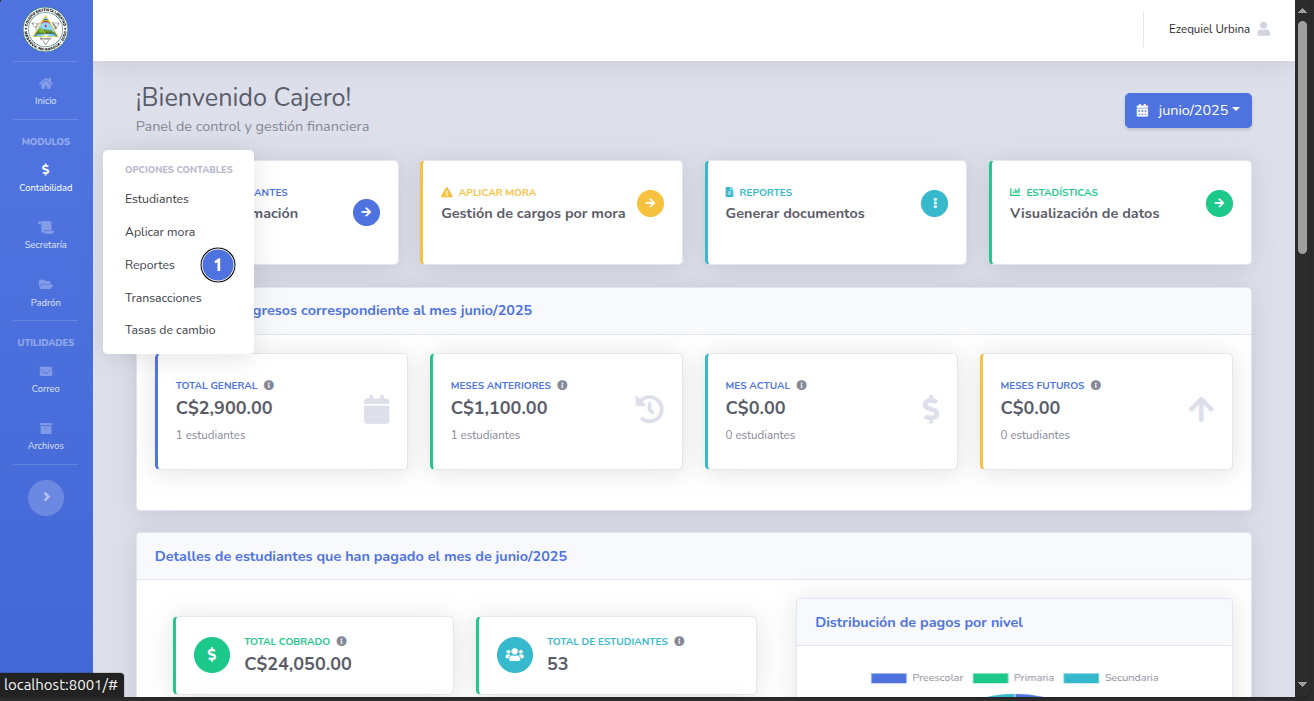 Ezequiel Urbina
Inicio
MODULOS
Contabilidad
Secretaría
Padrón
UTILIDADES
Correo
Archivos
¡Bienvenido Cajero!
Panel de control y gestión financiera
junio/2025
OPCIONES CONTABLES
Estudiantes
Aplicar mora
Reportes
1
Transacciones
Tasas de cambio
ANTES
mación
APLICAR MORA
Gestión de cargos por mora
REPORTES
Generar documentos
ESTADÍSTICAS
Visualización de datos
gresos correspondiente al mes junio/2025
TOTAL GENERAL
C$2,900.00
1 estudiantes
MESES ANTERIORES
C$1,100.00
1 estudiantes
MES ACTUAL
C$0.00
0 estudiantes
MESES FUTUROS
C$0.00
0 estudiantes
Detalles de estudiantes que han pagado el mes de junio/2025
TOTAL COBRADO
C$24,050.00
TOTAL DE ESTUDIANTES
53
Distribución de pagos por nivel
Preescolar
Primaria
Secundaria
localhost:8001/#